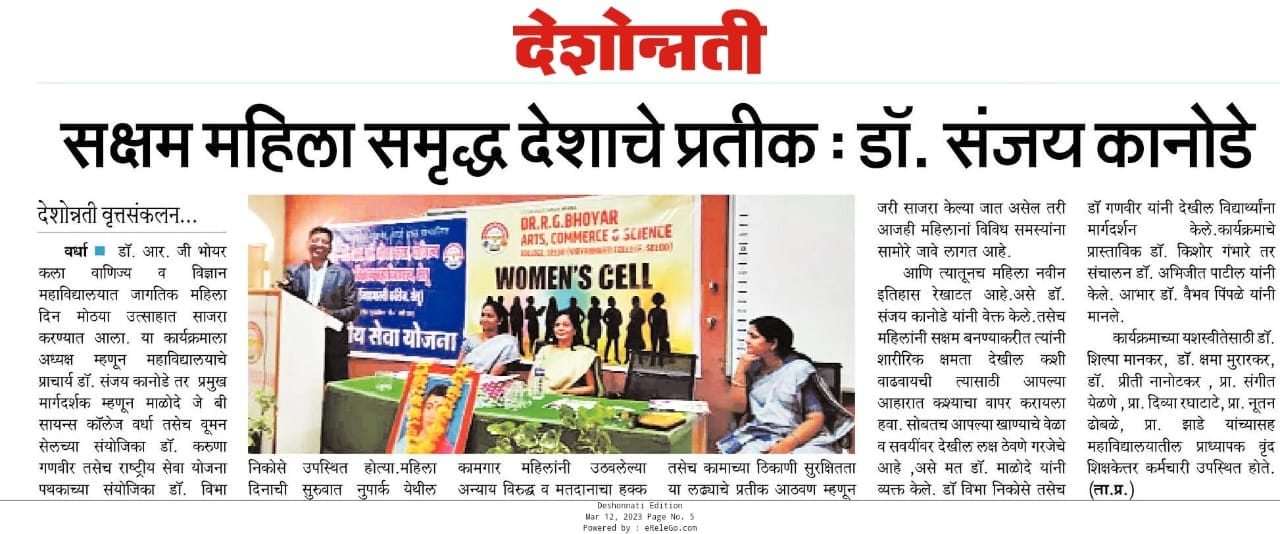 देशोन्नती
सक्षम महिला समृद्ध देशाचे प्रतीक : डॉ. संजय कानोडे
देशोन्नती वृत्तसंकलन...
वर्धा ■ डॉ. आर. जी भोयर
कला वाणिज्य व विज्ञान
महाविद्यालयात जागतिक महिला
दिन मोठया उत्साहात साजरा
करण्यात आला. या कार्यक्रमाला
अध्यक्ष म्हणून महाविद्यालयाचे
प्राचार्य डॉ. संजय कानोडे तर प्रमुख
मार्गदर्शक म्हणून माळोदे जे बी
सायन्स कॉलेज वर्धा तसेच वूमन
सेलच्या संयोजिका डॉ. करुणा
गणवीर तसेच राष्ट्रीय सेवा योजना
पथकाच्या संयोजिका डॉ. विभा
DR.R.G.BHOYAR
ARTS, COMMERCE & SCIENCE
COLLEGE, SELOO (VIDYABHARTI COLLEGE, SELOO)
WOMEN'S CELL
सेवा योजना
निकोसे उपस्थित होत्या.महिला
दिनाची सुरुवात नुपार्क येथील
कामगार महिलांनी उठवलेल्या
अन्याय विरुद्ध व मतदानाचा हक्क
तसेच कामाच्या ठिकाणी सुरक्षितता
या लढ्याचे प्रतीक आठवण म्हणून
जरी साजरा केल्या जात असेल तरी
आजही महिलानां विविध समस्यांना
सामोरे जावे लागत आहे.
आणि त्यातूनच महिला नवीन
इतिहास रेखाटत आहे.असे डॉ.
संजय कानोडे यांनी वेक्त केले.तसेच
महिलांनी सक्षम बनण्याकरीत त्यांनी
शारीरिक क्षमता देखील कशी
वाढवायची त्यासाठी आपल्या
आहारात कश्याचा वापर करायला
हवा. सोबतच आपल्या खाण्याचे वेळा
व सवयींवर देखील लक्ष ठेवणे गरजेचे
आहे ,असे मत डॉ. माळोदे यांनी
व्यक्त केले. डॉ विभा निकोसे तसेच
डॉ गणवीर यांनी देखील विद्यार्थ्यांना
मार्गदर्शन केले.कार्यक्रमाचे
प्रास्ताविक डॉ. किशोर गंभारे तर
संचालन डॉ. अभिजीत पाटील यांनी
केले. आभार डॉ. वैभव पिंपळे यांनी
मानले.
कार्यक्रमाच्या यशस्वीतेसाठी डॉ.
शिल्पा मानकर, डॉ. क्षमा मुरारकर,
डॉ. प्रीती नानोटकर , प्रा. संगीत
येळणे , प्रा. दिव्या रघाटाटे, प्रा. नूतन
ढोबळे, प्रा. झाडे यांच्यासह
महाविद्यालयातील प्राध्यापक वृंद
शिक्षकेत्तर कर्मचारी उपस्थित होते.
(ता.प्र.)
Deshonnati Edition
Mar 12, 2023 Page No. 5
Powered by : eReleGo.com